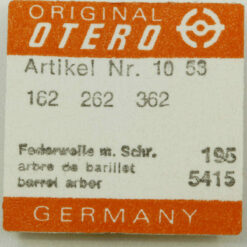 ORIGINAL
OTERO
Artikel Nr. 10 53
162 262 362
Federwelle m. Schr. 195
arbre de barillet 5415
barrel arbor
GERMANY